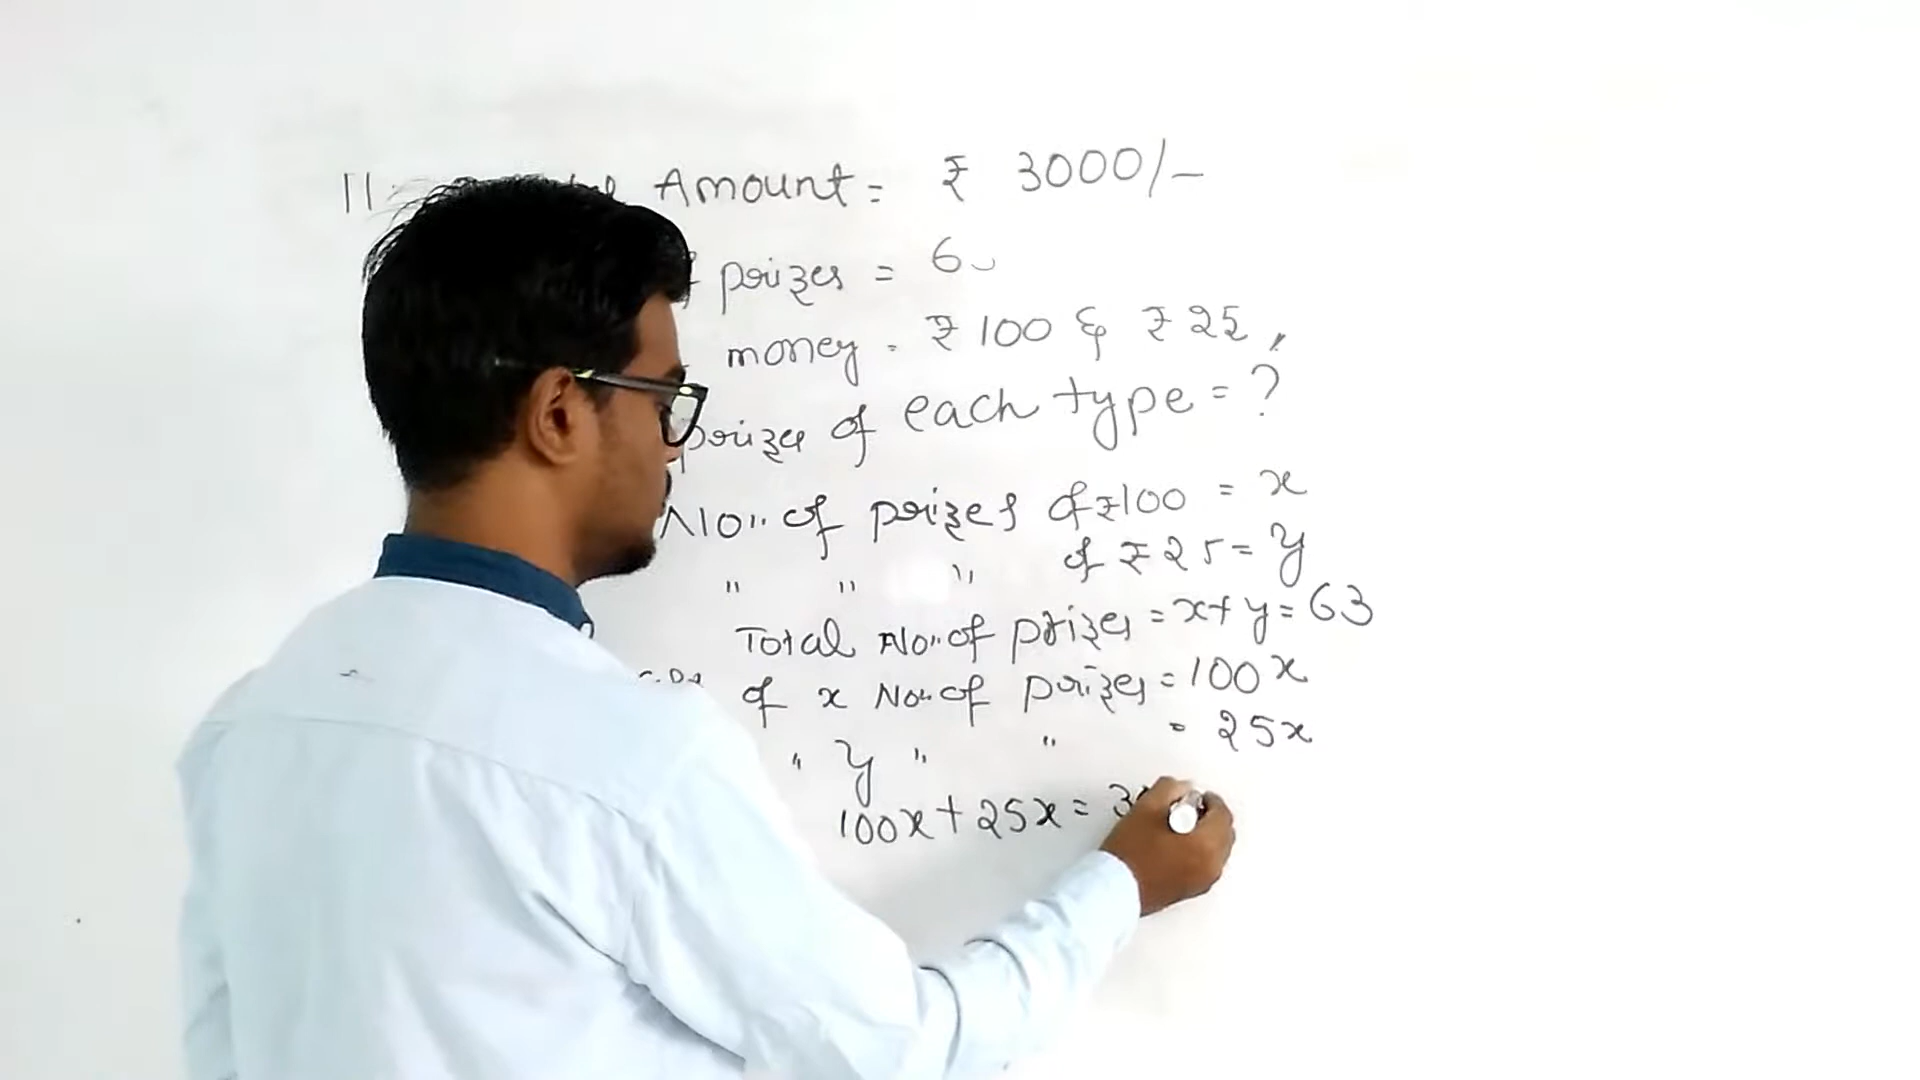 11. Amount = ₹ 3000/-
prizes = 6
money = ₹100 & ₹25,
prizes of each type = ?
No. of prizes of ₹100 = x
" " " of ₹25 = y
Total No. of prizes = x+y = 63
of x No. of prizes = 100x
" y " " = 25x
100x + 25x = 3